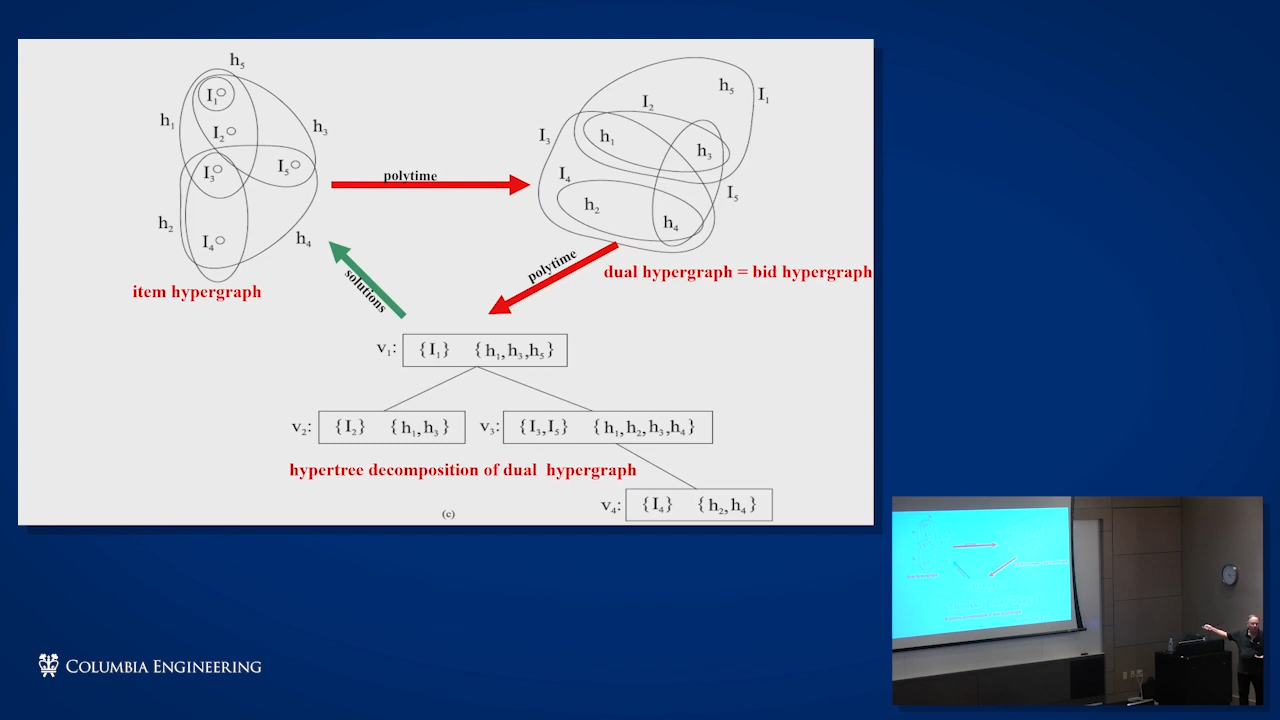 h5
I1
h1
I2
h3
I3
I5
h2
I4
h4
item hypergraph
polytime
h5
I1
I2
I3
h1
h3
I4
I5
h2
h4
dual hypergraph = bid hypergraph
polytime
solutions
v1: {I1} {h1,h3,h5}
v2: {I2} {h1,h3}
v3: {I3,I5} {h1,h2,h3,h4}
hypertree decomposition of dual hypergraph
v4: {I4} {h2,h4}
(c)
COLUMBIA ENGINEERING